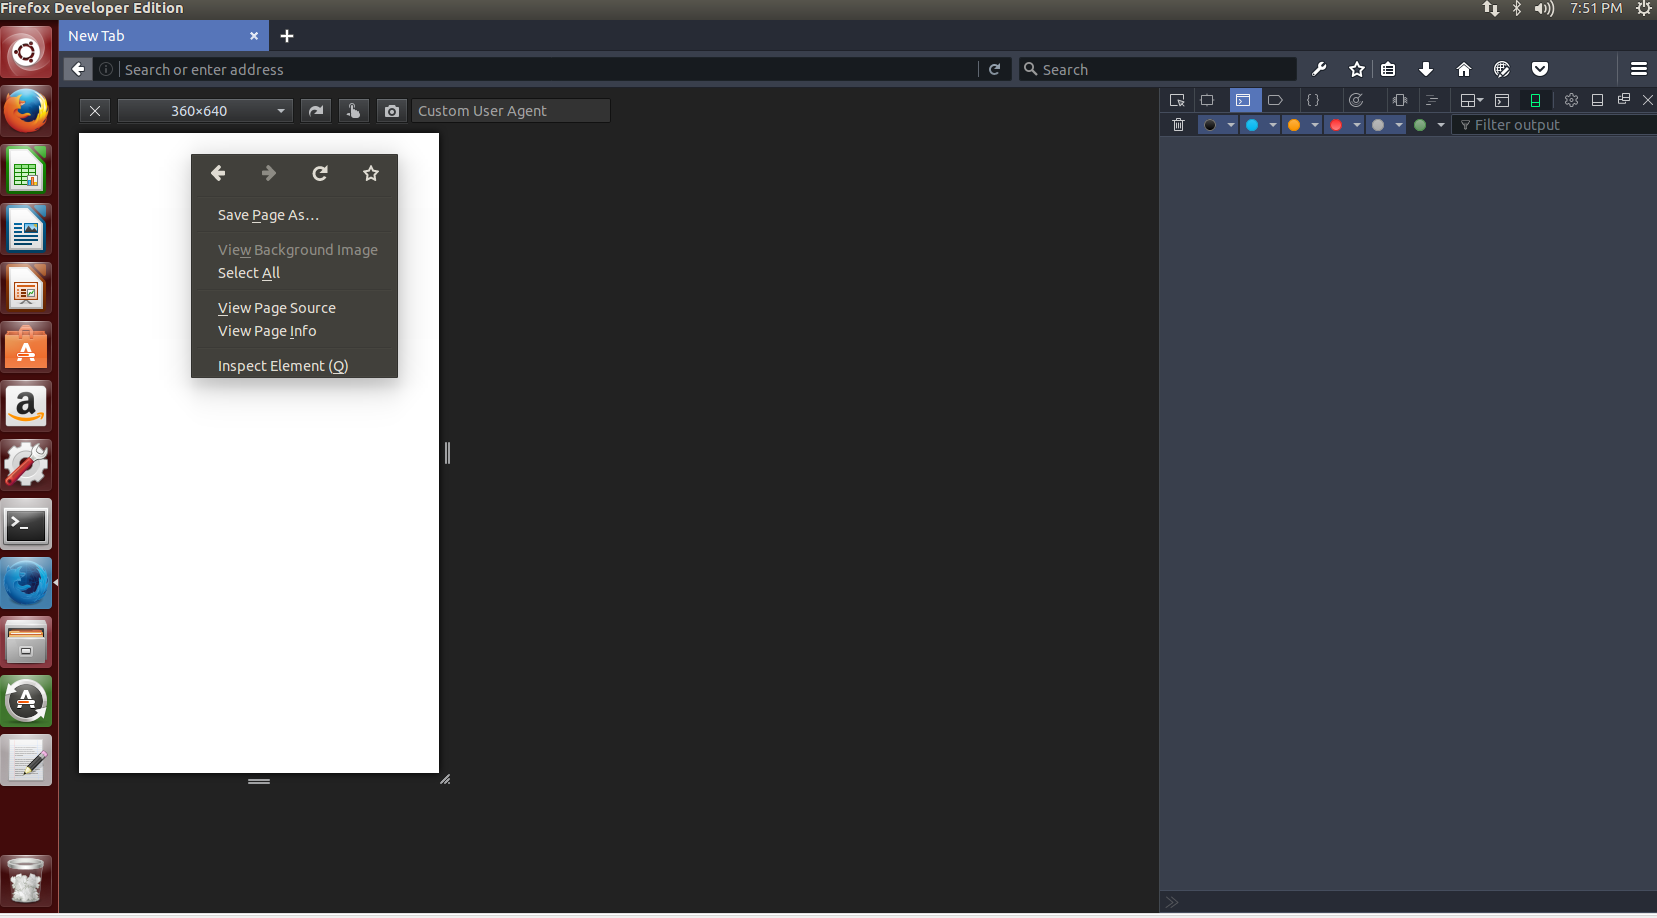 Firefox Developer Edition
7:51 PM
New Tab
Search or enter address
Search
360×640
Custom User Agent
Filter output
Save Page As...
View Background Image
Select All
View Page Source
View Page Info
Inspect Element (Q)